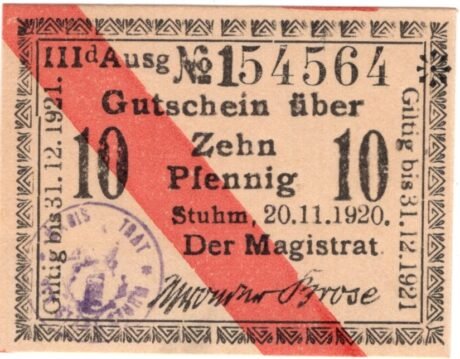 IIIdAusg №154564
Gutschein über
10 Zehn 10
Pfennig
Stuhm, 20.11.1920.
Der Magistrat
Gültig bis 31.12.1921.
Giltig bis 31.12.1921